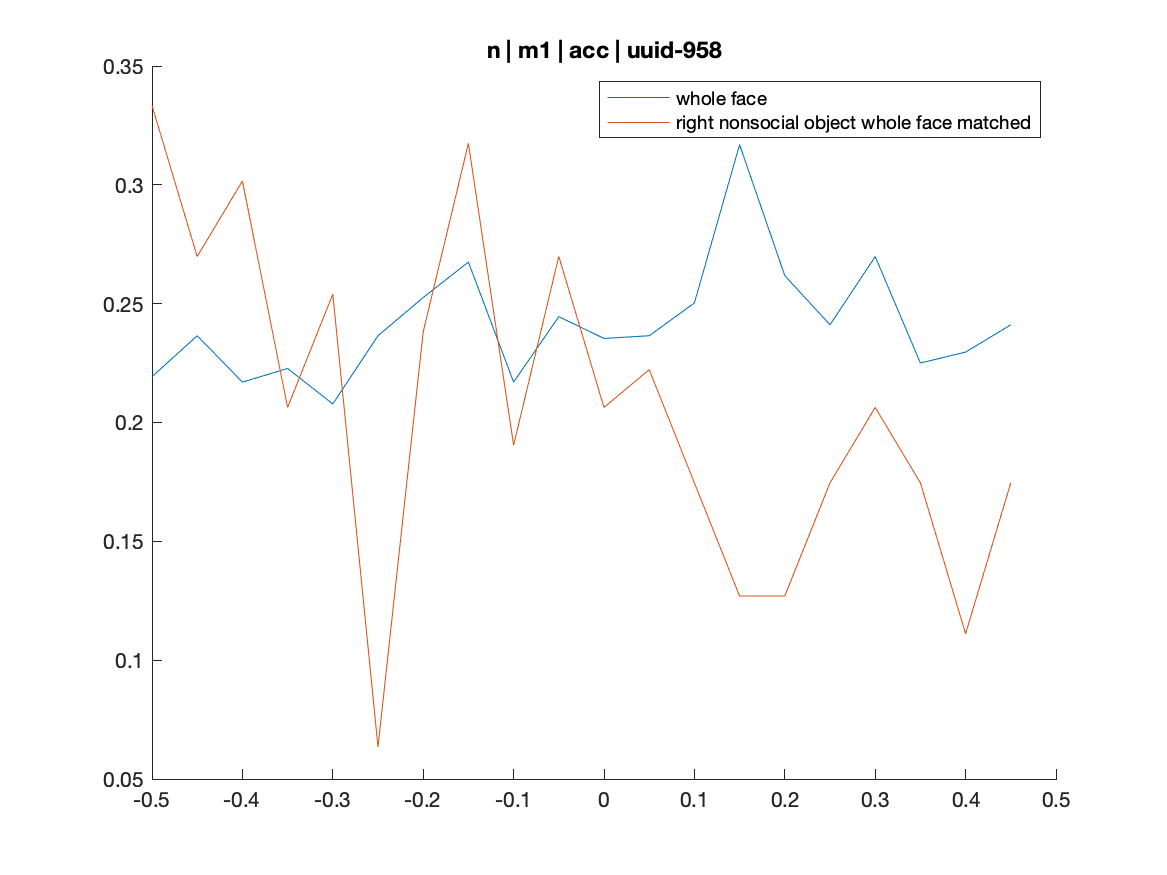 n | m1 | acc | uuid-958
0.35
whole face
right nonsocial object whole face matched
0.3
0.25
0.2
0.15
0.1
0.05
-0.5 -0.4 -0.3 -0.2 -0.1 0 0.1 0.2 0.3 0.4 0.5